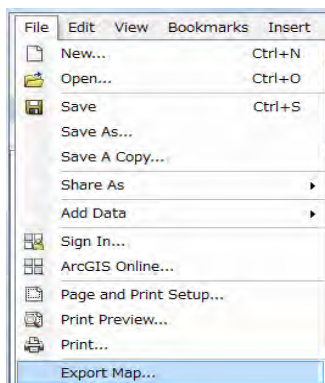 File Edit View Bookmarks Insert
New... Ctrl+N
Open... Ctrl+O
Save Ctrl+S
Save As...
Save A Copy...
Share As
Add Data
Sign In...
ArcGIS Online...
Page and Print Setup...
Print Preview...
Print...
Export Map...